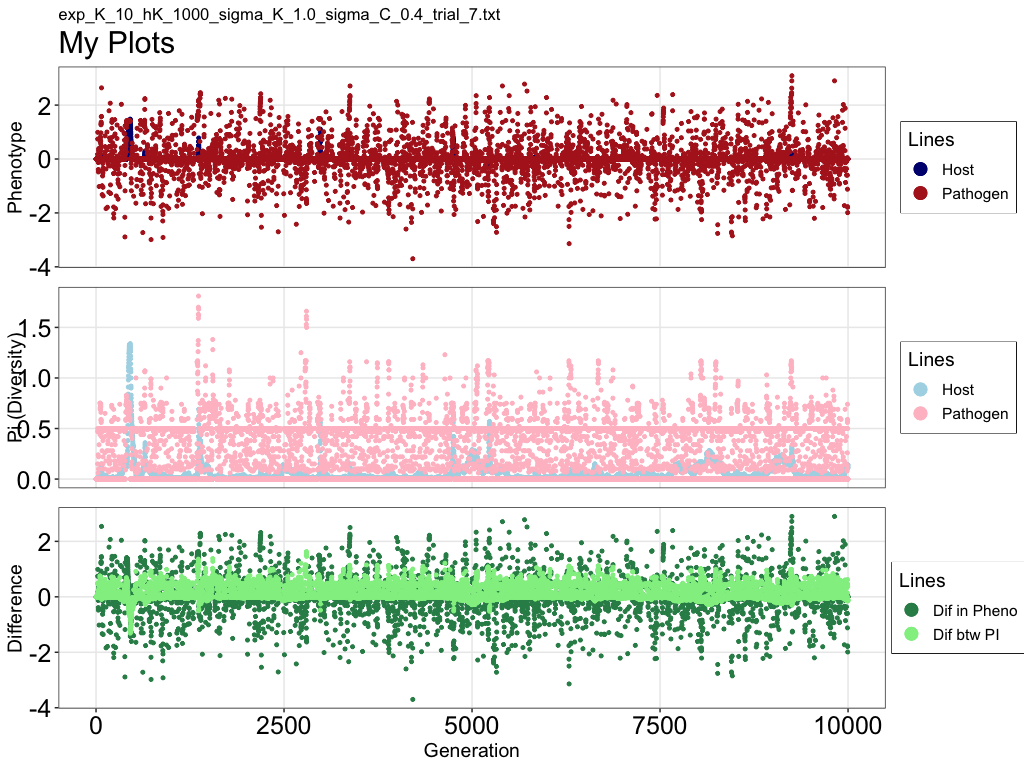 exp_K_10_hK_1000_sigma_K_1.0_sigma_C_0.4_trial_7.txt
My Plots
Phenotype
2
0
-2
-4
Lines
Host
Pathogen
Pi (Diversity)
1.5
1.0
0.5
0.0
Lines
Host
Pathogen
Difference
2
0
-2
-4
Lines
Dif in Pheno
Dif btw PI
0
2500
5000
7500
10000
Generation